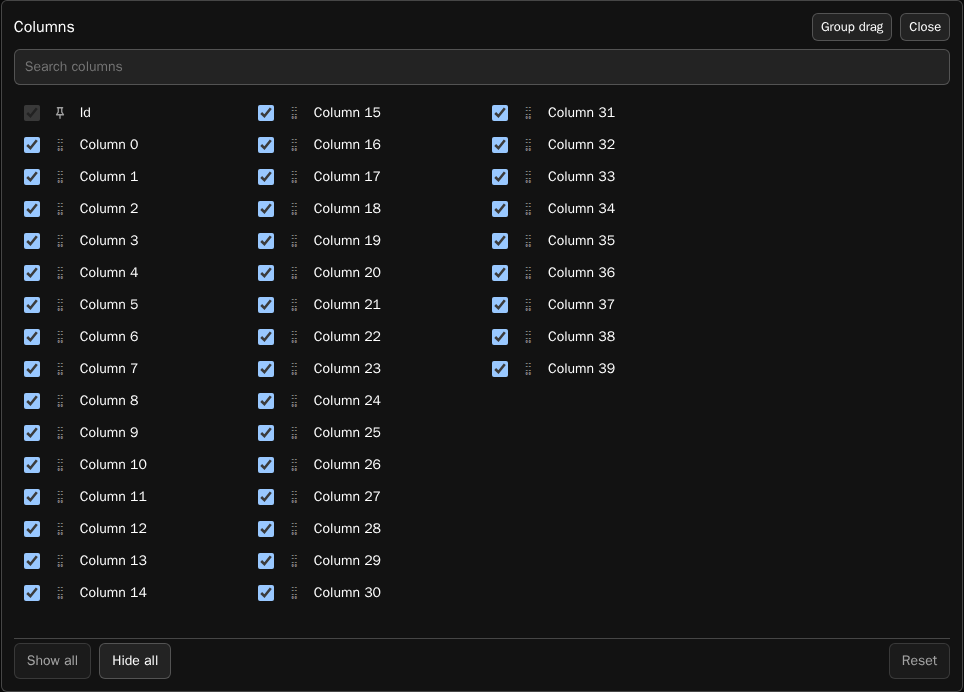 Columns
Group drag
Close
Search columns
Id
Column 0
Column 1
Column 2
Column 3
Column 4
Column 5
Column 6
Column 7
Column 8
Column 9
Column 10
Column 11
Column 12
Column 13
Column 14
Column 15
Column 16
Column 17
Column 18
Column 19
Column 20
Column 21
Column 22
Column 23
Column 24
Column 25
Column 26
Column 27
Column 28
Column 29
Column 30
Column 31
Column 32
Column 33
Column 34
Column 35
Column 36
Column 37
Column 38
Column 39
Show all
Hide all
Reset